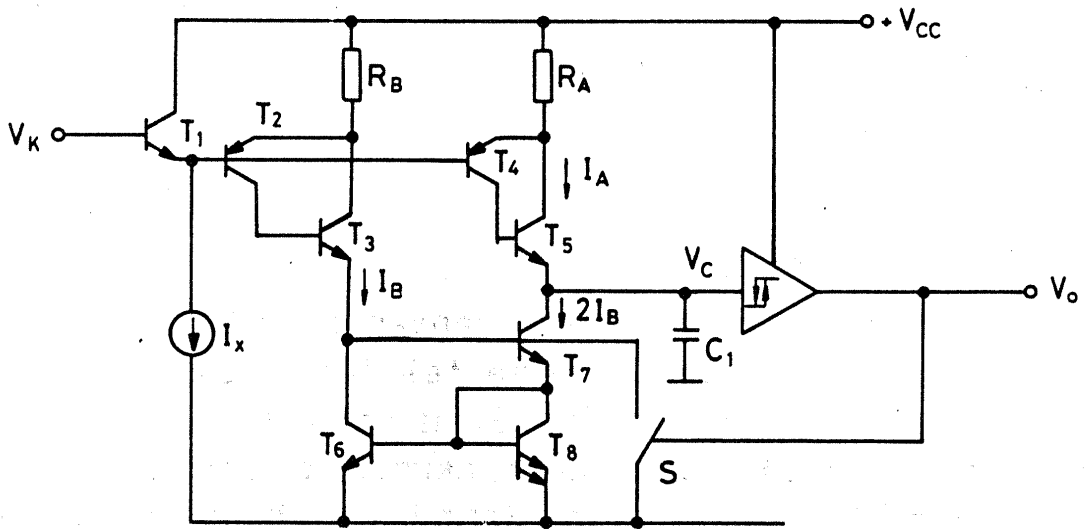 + VCC
RB
RA
VK
T1
T2
T4
IA
T3
T5
IB
VC
2IB
C1
Vo
Ix
T7
T6
T8
S